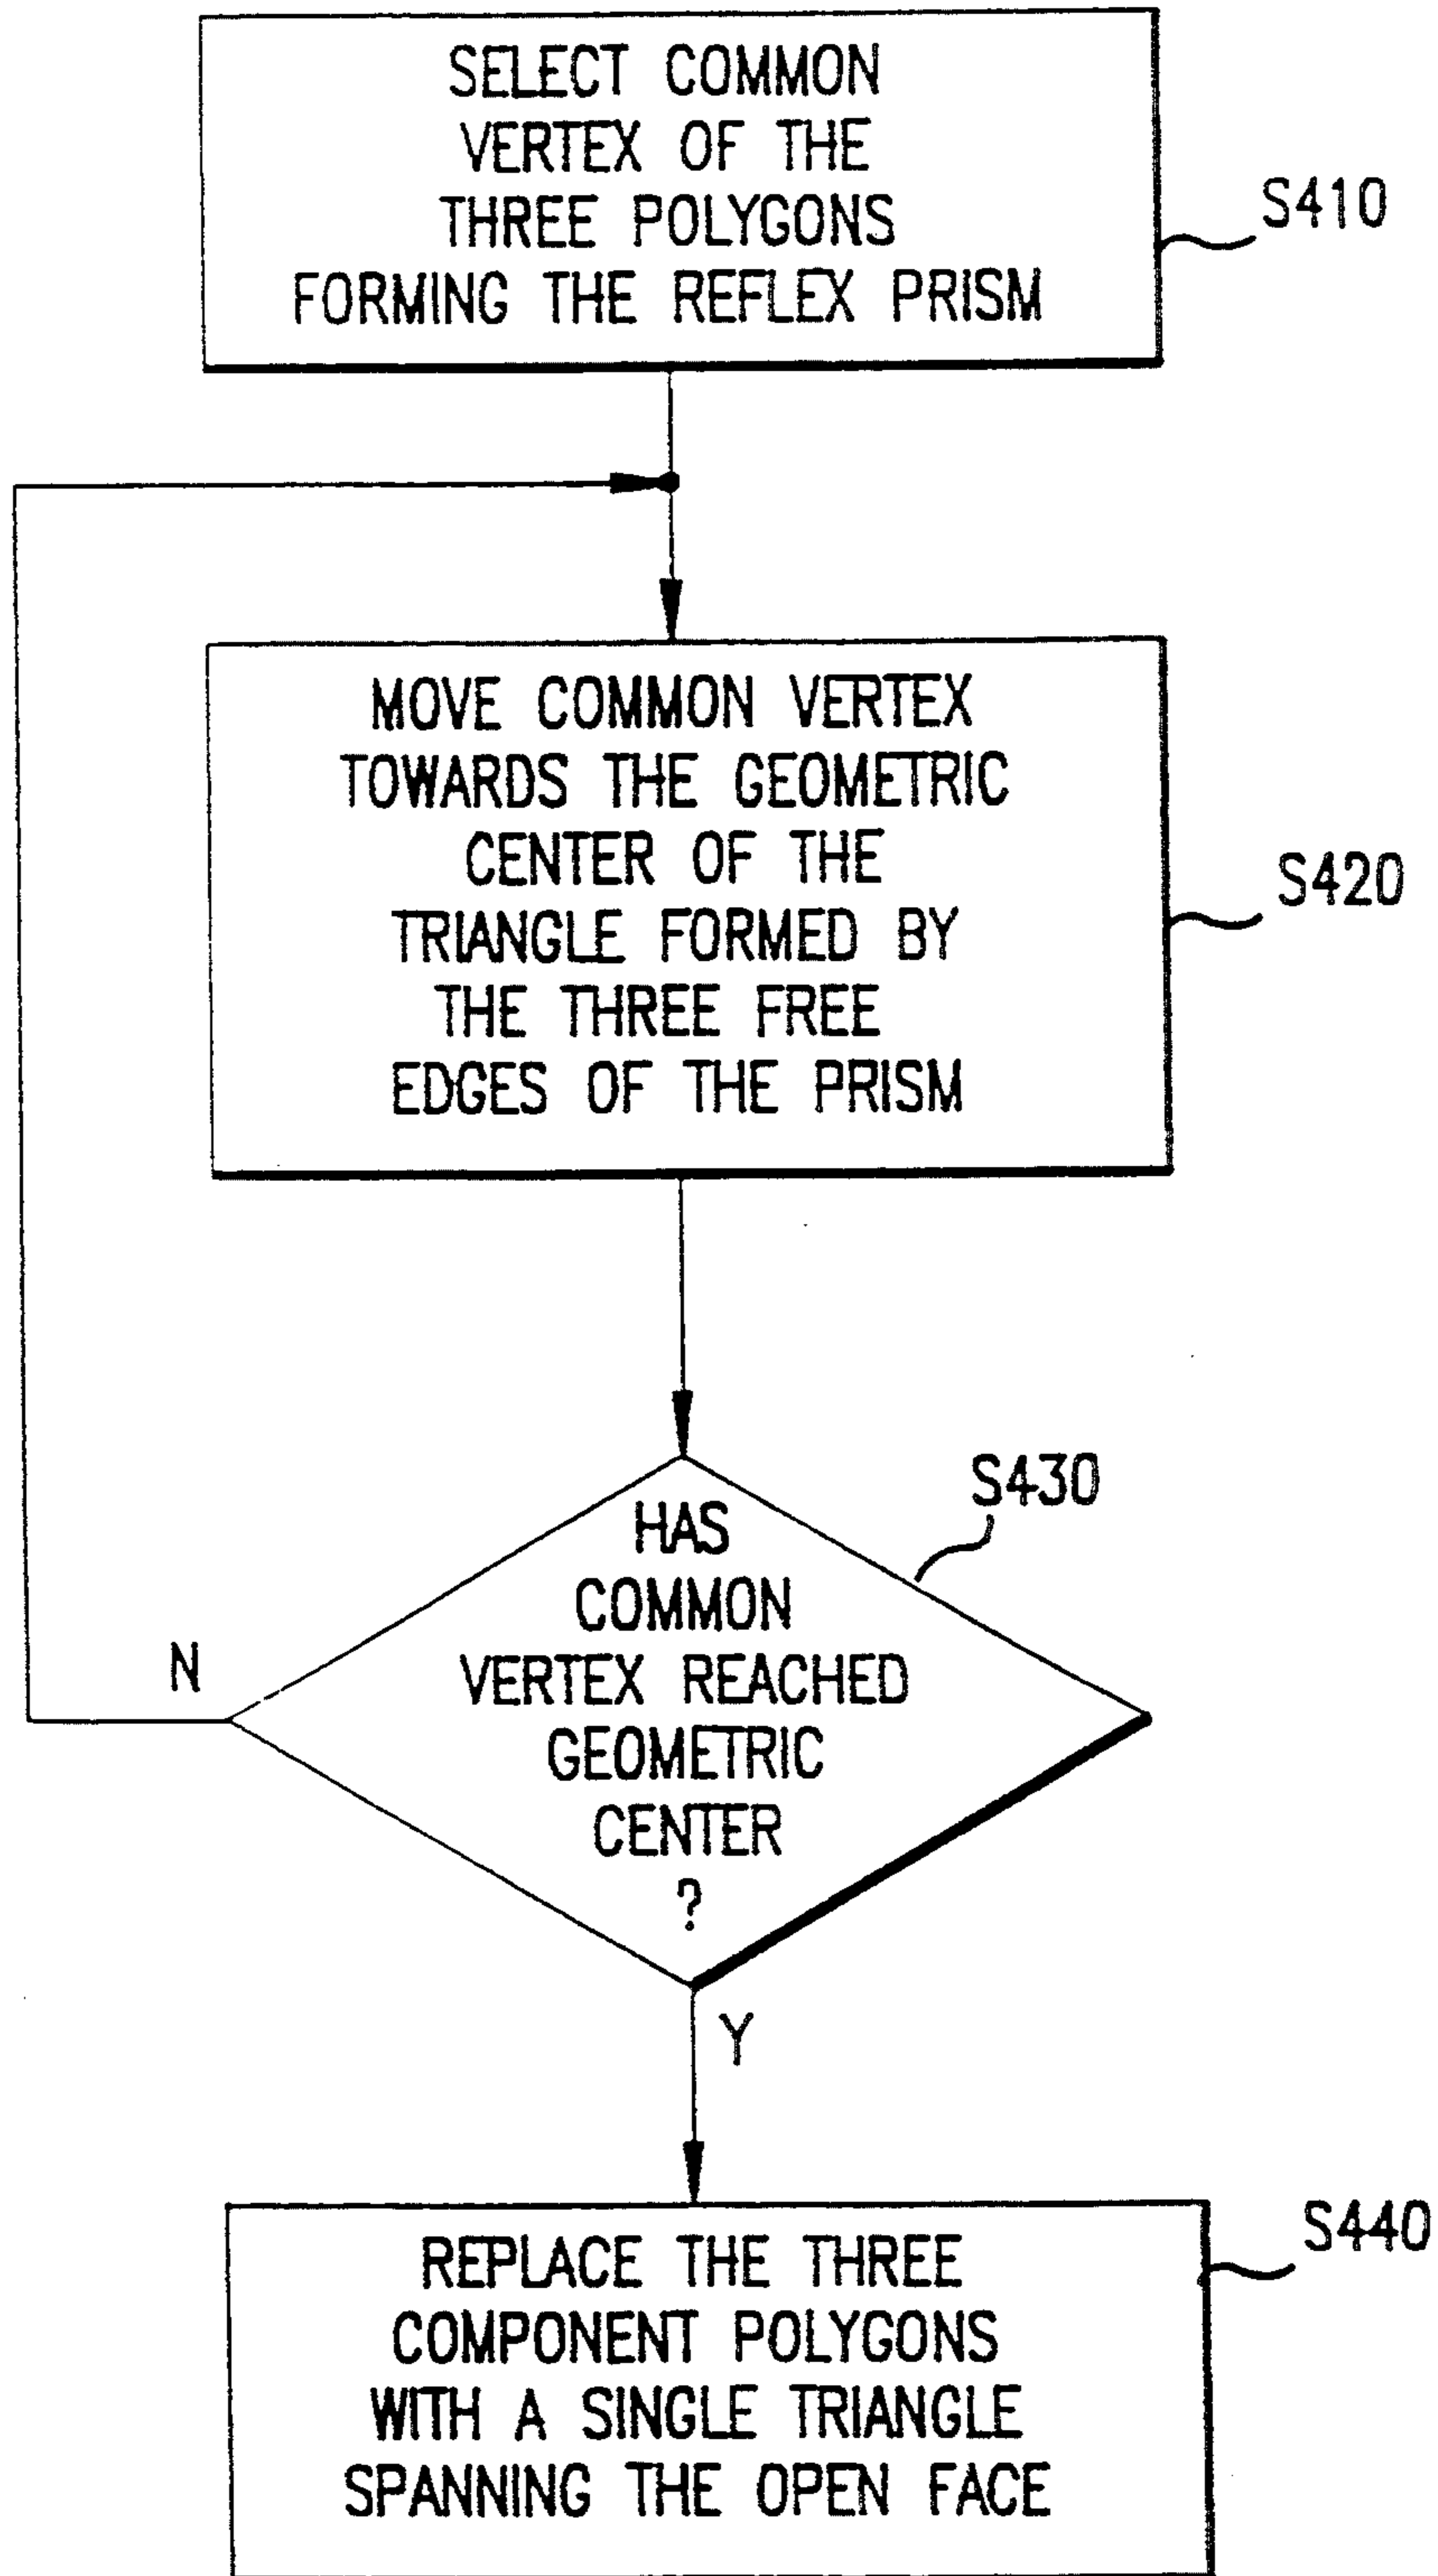 SELECT COMMON
VERTEX OF THE
THREE POLYGONS
FORMING THE REFLEX PRISM
S410
MOVE COMMON VERTEX
TOWARDS THE GEOMETRIC
CENTER OF THE
TRIANGLE FORMED BY
THE THREE FREE
EDGES OF THE PRISM
S420
HAS
COMMON
VERTEX REACHED
GEOMETRIC
CENTER
?
S430
N
Y
REPLACE THE THREE
COMPONENT POLYGONS
WITH A SINGLE TRIANGLE
SPANNING THE OPEN FACE
S440